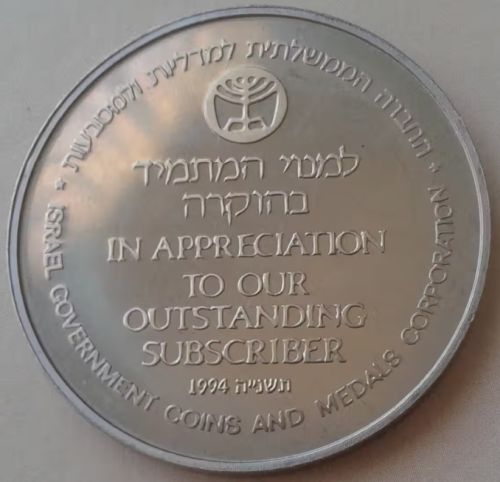 החברה הממשלתית למדליות ולמטבעות
למנוי המתמיד
בהוקרה
IN APPRECIATION
TO OUR
OUTSTANDING
SUBSCRIBER
תשנ״ה 1994
* ISRAEL GOVERNMENT COINS AND MEDALS CORPORATION *